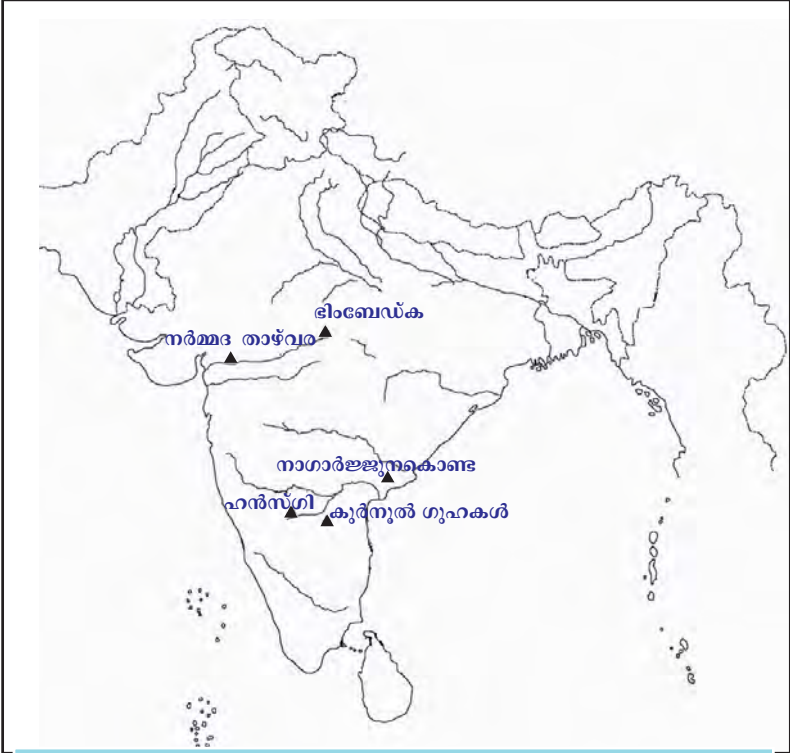 ഭിംബേഡ്ക
നർമ്മദ താഴ്‌വര
നാഗാർജ്ജുനകൊണ്ട
ഹൻസ്ഗി
കുർനൂൽ ഗുഹകൾ